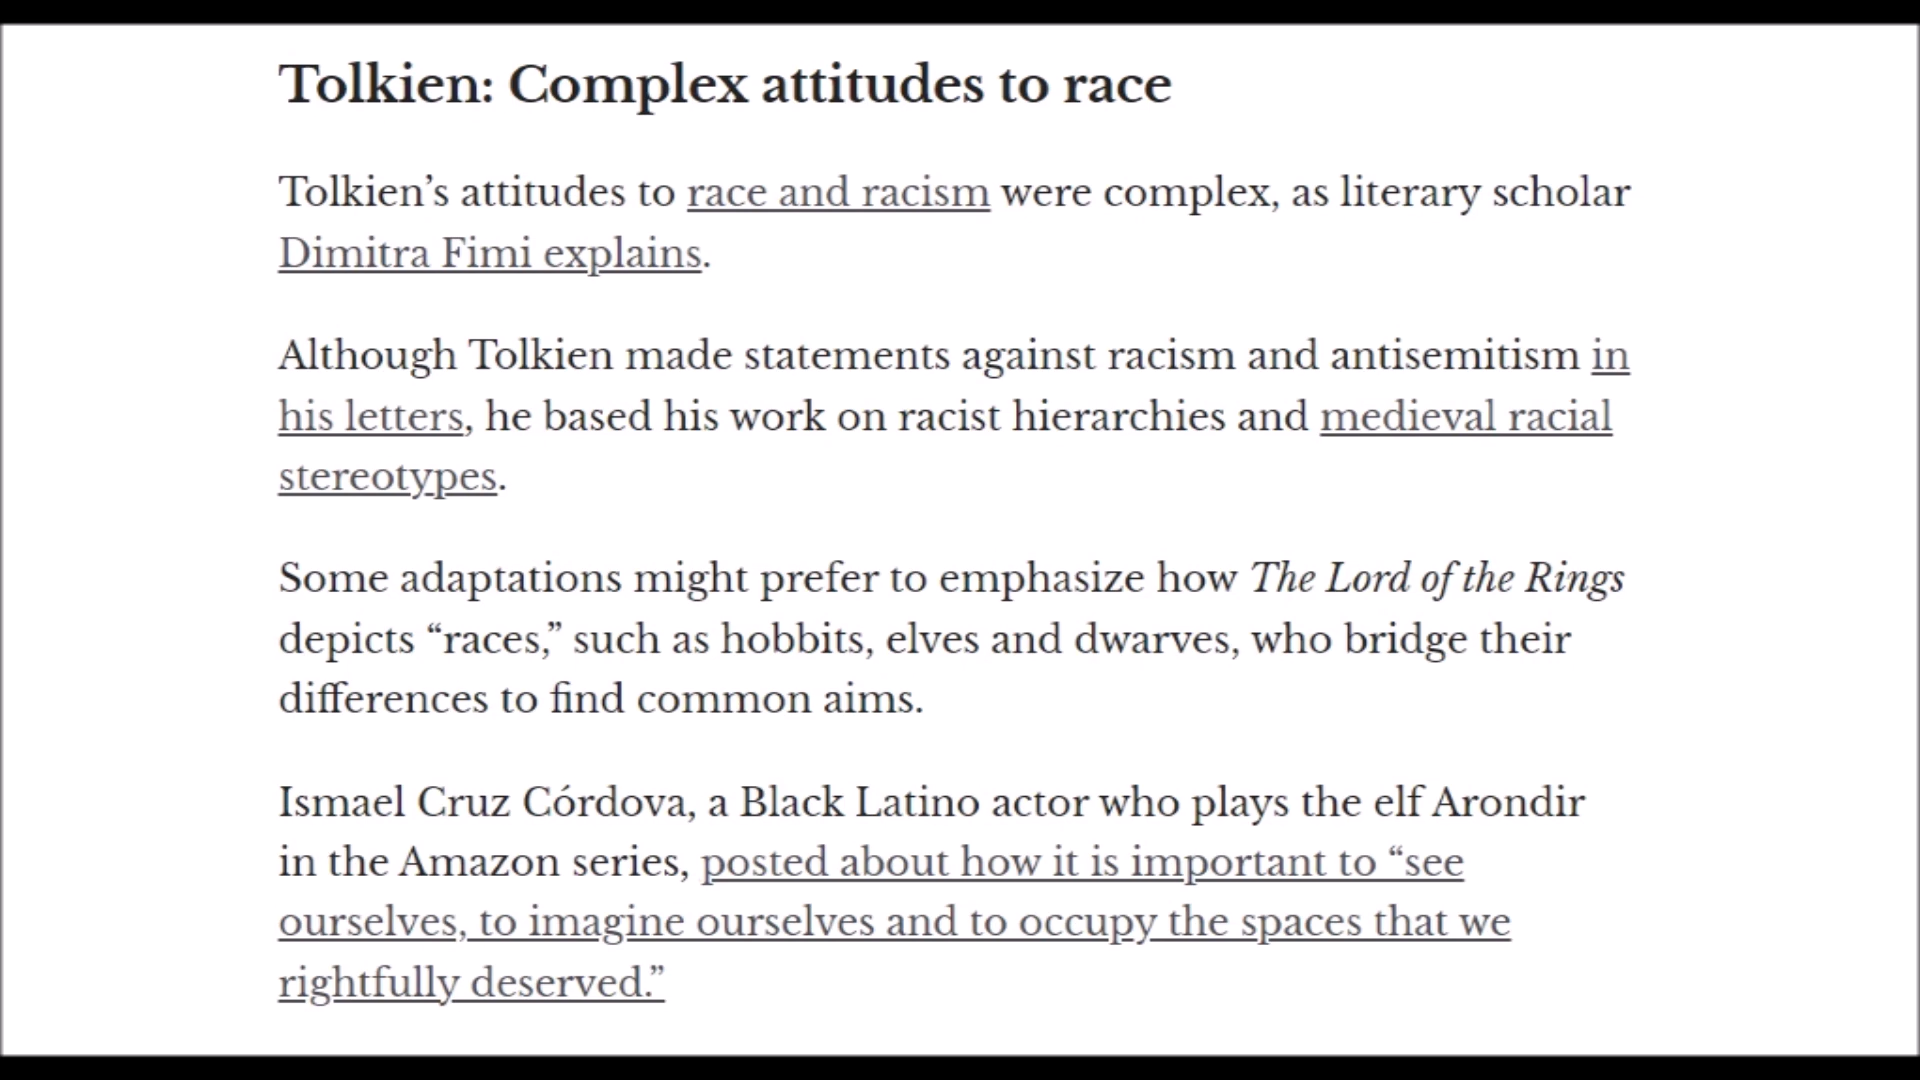 Tolkien: Complex attitudes to race
Tolkien’s attitudes to race and racism were complex, as literary scholar
Dimitra Fimi explains.
Although Tolkien made statements against racism and antisemitism in
his letters, he based his work on racist hierarchies and medieval racial
stereotypes.
Some adaptations might prefer to emphasize how The Lord of the Rings
depicts “races,” such as hobbits, elves and dwarves, who bridge their
differences to find common aims.
Ismael Cruz Córdova, a Black Latino actor who plays the elf Arondir
in the Amazon series, posted about how it is important to “see
ourselves, to imagine ourselves and to occupy the spaces that we
rightfully deserved.”